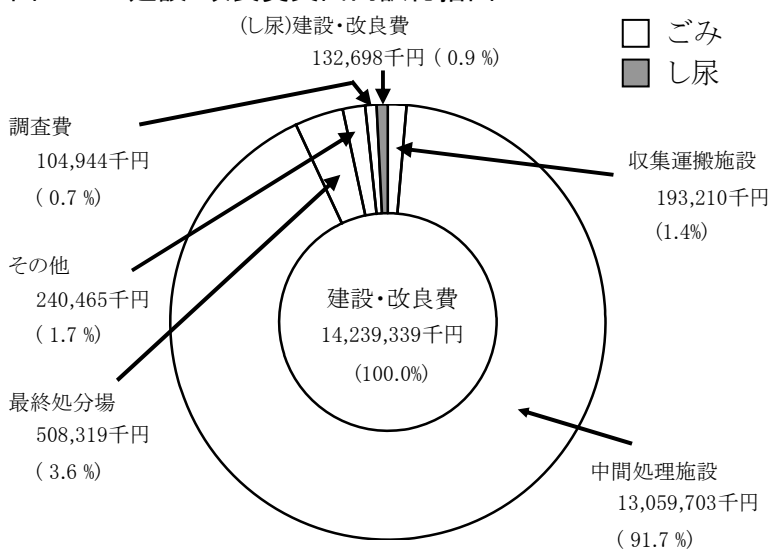 (し尿)建設・改良費
132,698千円 ( 0.9 %)
ごみ
し尿
調査費
104,944千円
( 0.7 %)
収集運搬施設
193,210千円
(1.4%)
その他
240,465千円
( 1.7 %)
建設・改良費
14,239,339千円
(100.0%)
最終処分場
508,319千円
( 3.6 %)
中間処理施設
13,059,703千円
( 91.7 %)